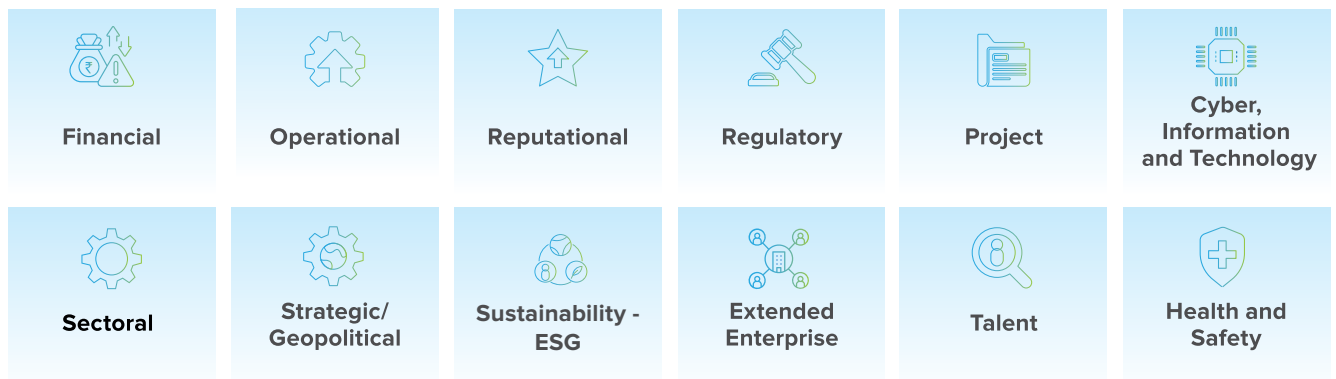 ₹
Financial
Operational
Reputational
Regulatory
Project
Cyber,
Information
and Technology
Sectoral
Strategic/
Geopolitical
Sustainability -
ESG
Extended
Enterprise
Talent
Health and
Safety